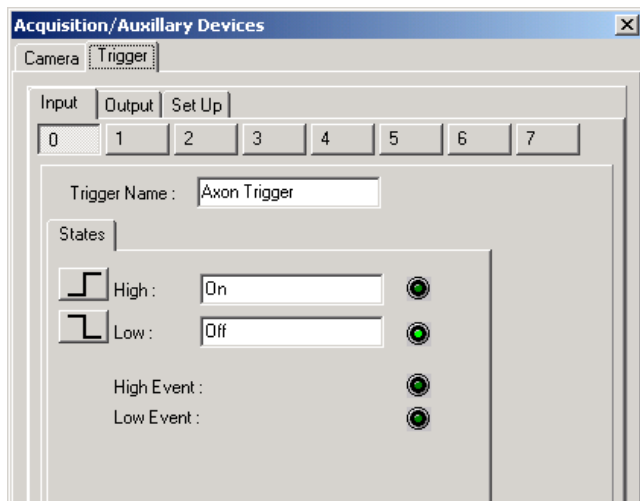 Acquisition/Auxillary Devices
Camera Trigger
Input Output Set Up
0 1 2 3 4 5 6 7
Trigger Name : Axon Trigger
States
High : On
Low : Off
High Event :
Low Event :